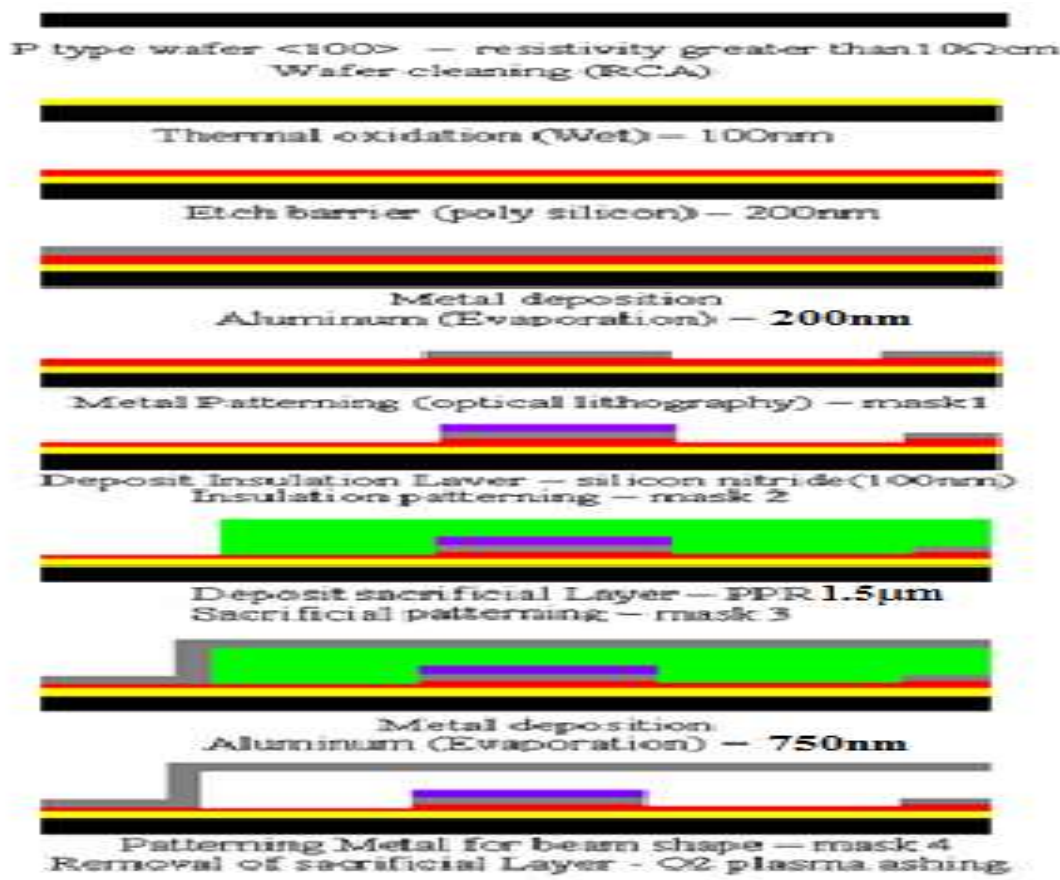 P type wafer <100> – resistivity greater than 10Ωcm
Wafer cleaning (RCA)
Thermal oxidation (Wet) – 100nm
Etch barrier (poly silicon) – 200nm
Metal deposition
Aluminum (Evaporation) – 200nm
Metal Patterning (optical lithography) – mask1
Deposit Insulation Layer – silicon nitride(100nm)
Insulation patterning – mask 2
Deposit sacrificial Layer – PPR 1.5μm
Sacrificial patterning – mask 3
Metal deposition
Aluminum (Evaporation) – 750nm
Patterning Metal for beam shape – mask 4
Removal of sacrificial Layer - O2 plasma ashing.